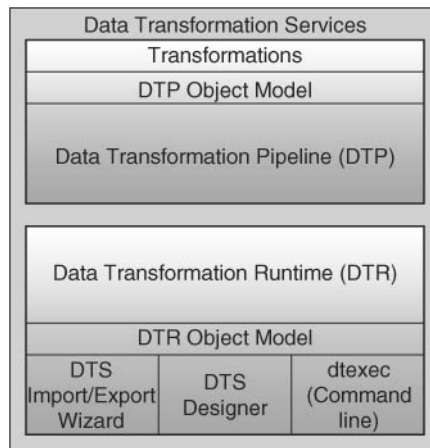 Data Transformation Services
Transformations
DTP Object Model
Data Transformation Pipeline (DTP)
Data Transformation Runtime (DTR)
DTR Object Model
DTS
Import/Export
Wizard
DTS
Designer
dtexec
(Command
line)